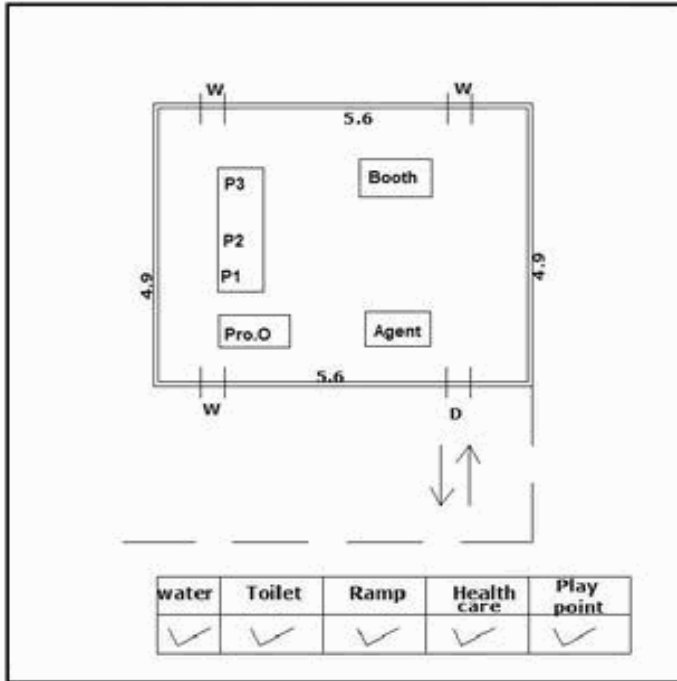 W W
5.6
P3
Booth
P2
P1
4.9
4.9
Pro.O
Agent
5.6
W
D
water Toilet Ramp Health care Play point